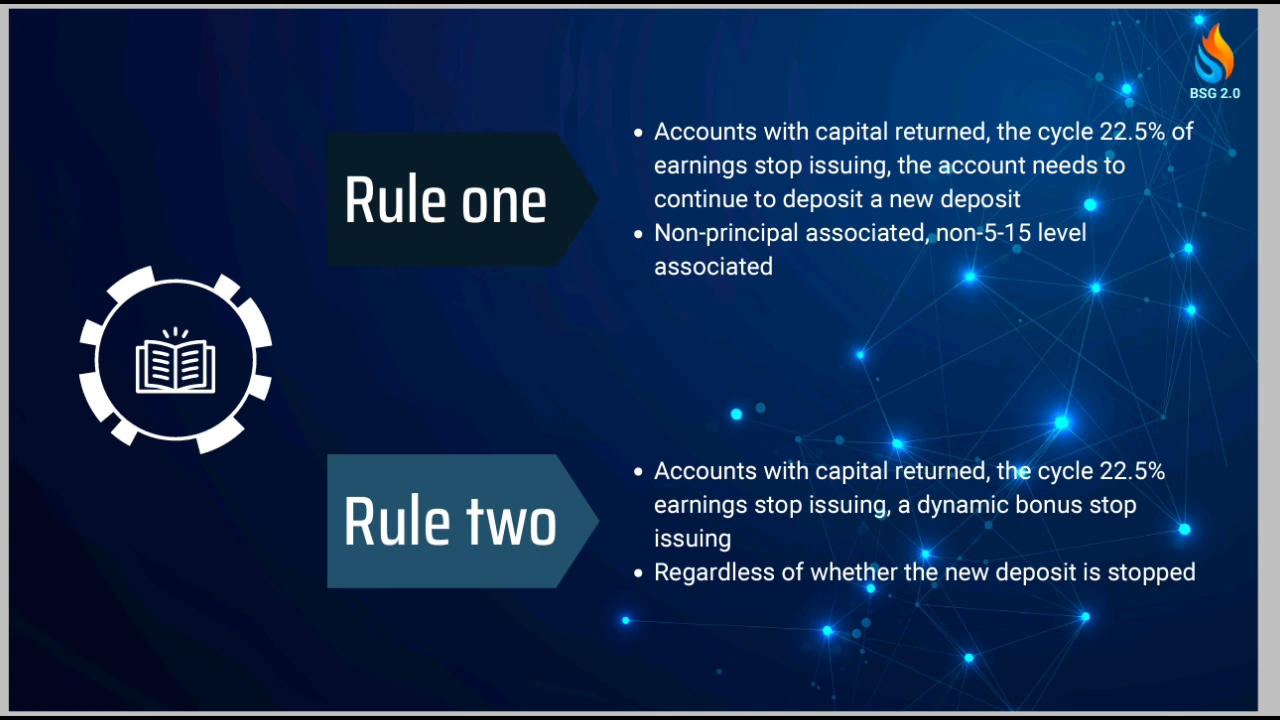 BSG 2.0
Rule one
• Accounts with capital returned, the cycle 22.5% of
earnings stop issuing, the account needs to
continue to deposit a new deposit
• Non-principal associated, non-5-15 level
associated
Rule two
• Accounts with capital returned, the cycle 22.5%
earnings stop issuing, a dynamic bonus stop
issuing
• Regardless of whether the new deposit is stopped